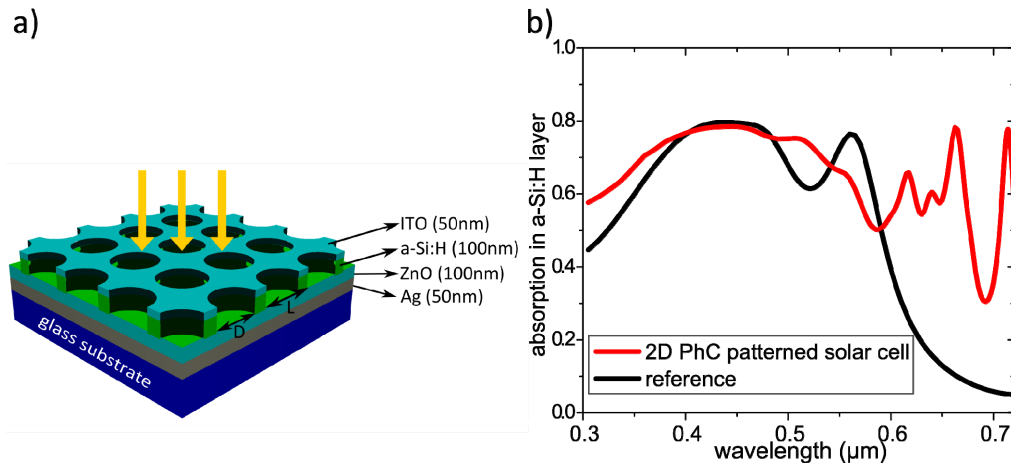 a)
ITO (50nm)
a-Si:H (100nm)
ZnO (100nm)
Ag (50nm)
L
D
glass substrate
b)
absorption in a-Si:H layer
1.0
0.8
0.6
0.4
0.2
0.0
2D PhC patterned solar cell
reference
0.3 0.4 0.5 0.6 0.7
wavelength (µm)